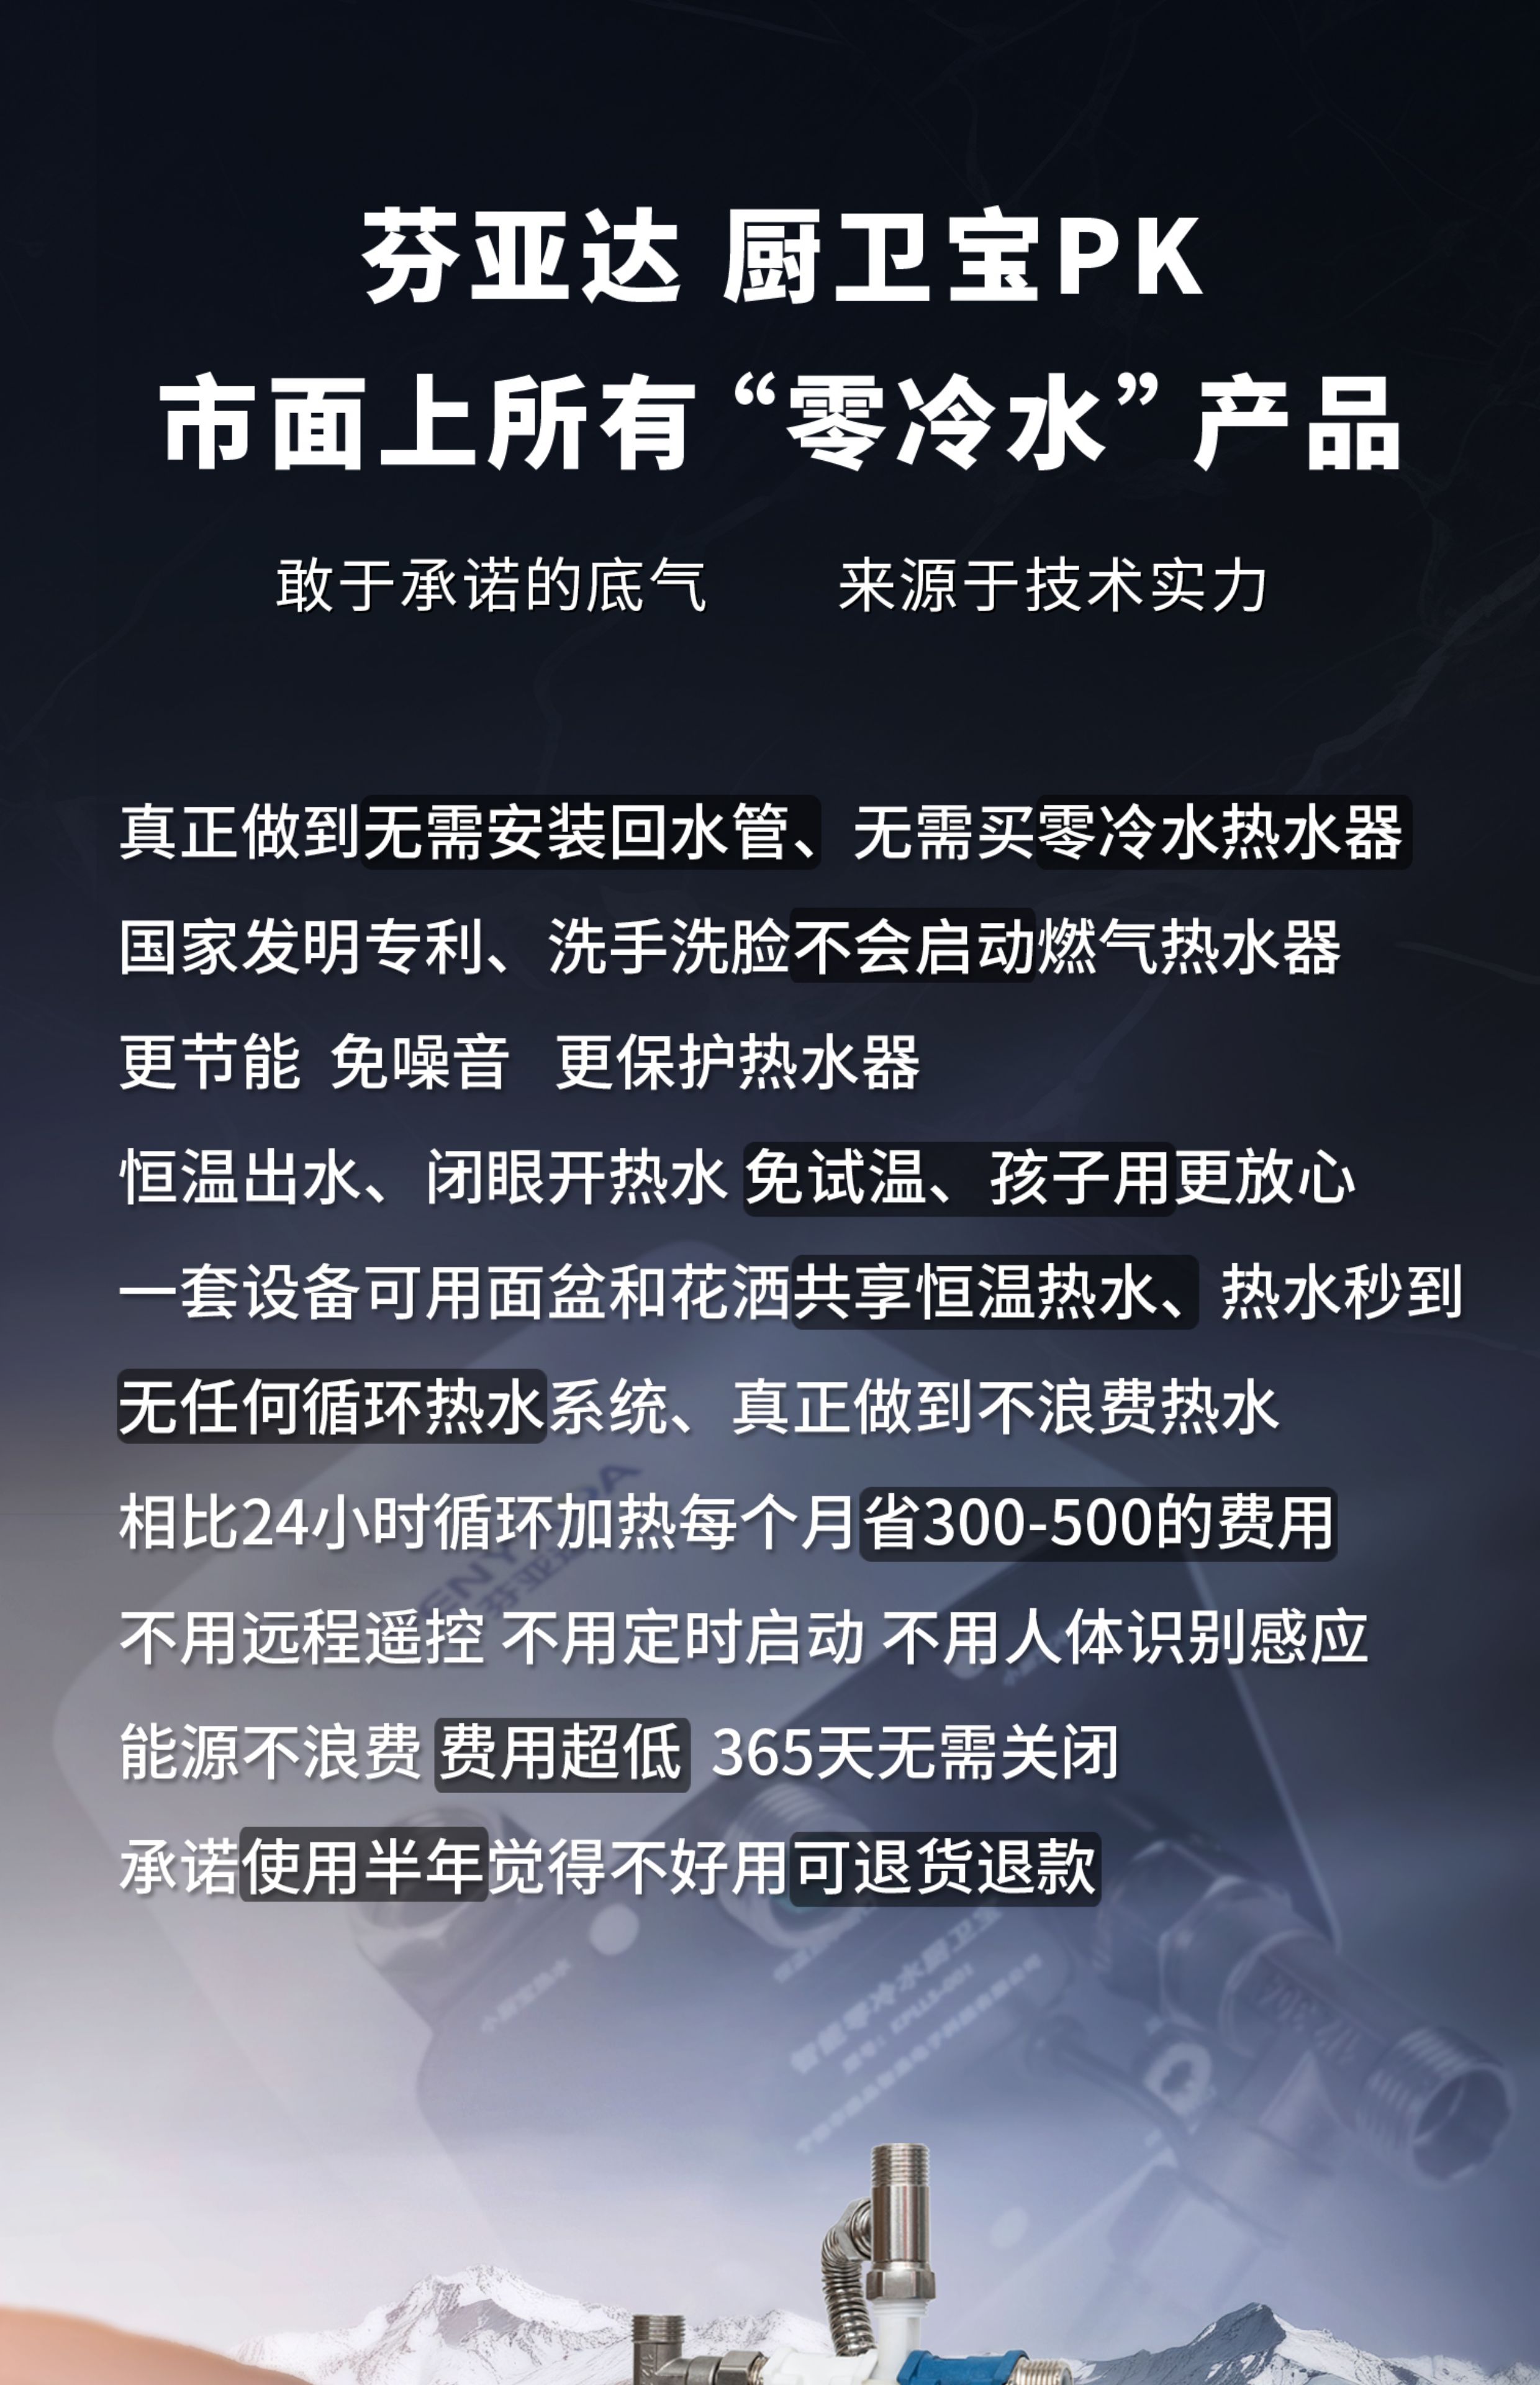 芬亚达 厨卫宝PK
市面上所有“零冷水”产品
敢于承诺的底气 来源于技术实力
真正做到无需安装回水管、无需买零冷水热水器
国家发明专利、洗手洗脸不会启动燃气热水器
更节能 免噪音 更保护热水器
恒温出水、闭眼开热水 免试温、孩子用更放心
一套设备可用面盆和花洒共享恒温热水、热水秒到
无任何循环热水系统、真正做到不浪费热水
相比24小时循环加热每个月省300-500的费用
不用远程遥控 不用定时启动 不用人体识别感应
能源不浪费 费用超低 365天无需关闭
承诺使用半年觉得不好用可退货退款
智能零冷水厨卫宝